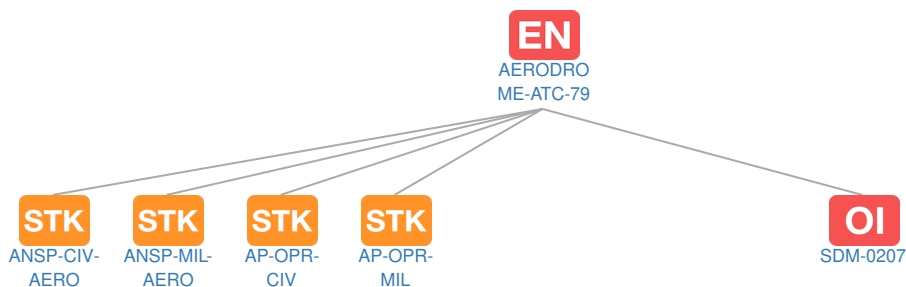 EN
AERODRO
ME-ATC-79
STK STK STK STK OI
ANSP-CIV- ANSP-MIL- AP-OPR- AP-OPR- SDM-0207
AERO AERO CIV MIL